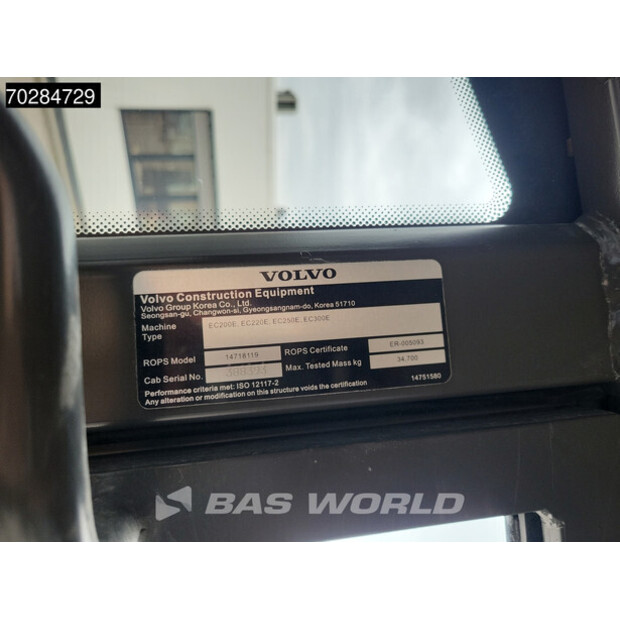 70284729
VOLVO
Volvo Construction Equipment
Volvo Group Korea Co., Ltd.
Seongsan-gu, Changwon-si, Gyeongsangnam-do, Korea 51710
Machine Type EC200E, EC220E, EC250E, EC300E
ROPS Model 14718119 ROPS Certificate ER-005093
Cab Serial No. Max. Tested Mass kg 34,700
Performance criteria met: ISO 12117-2
Any alteration or modification on this structure voids the certification 14751580
BAS WORLD